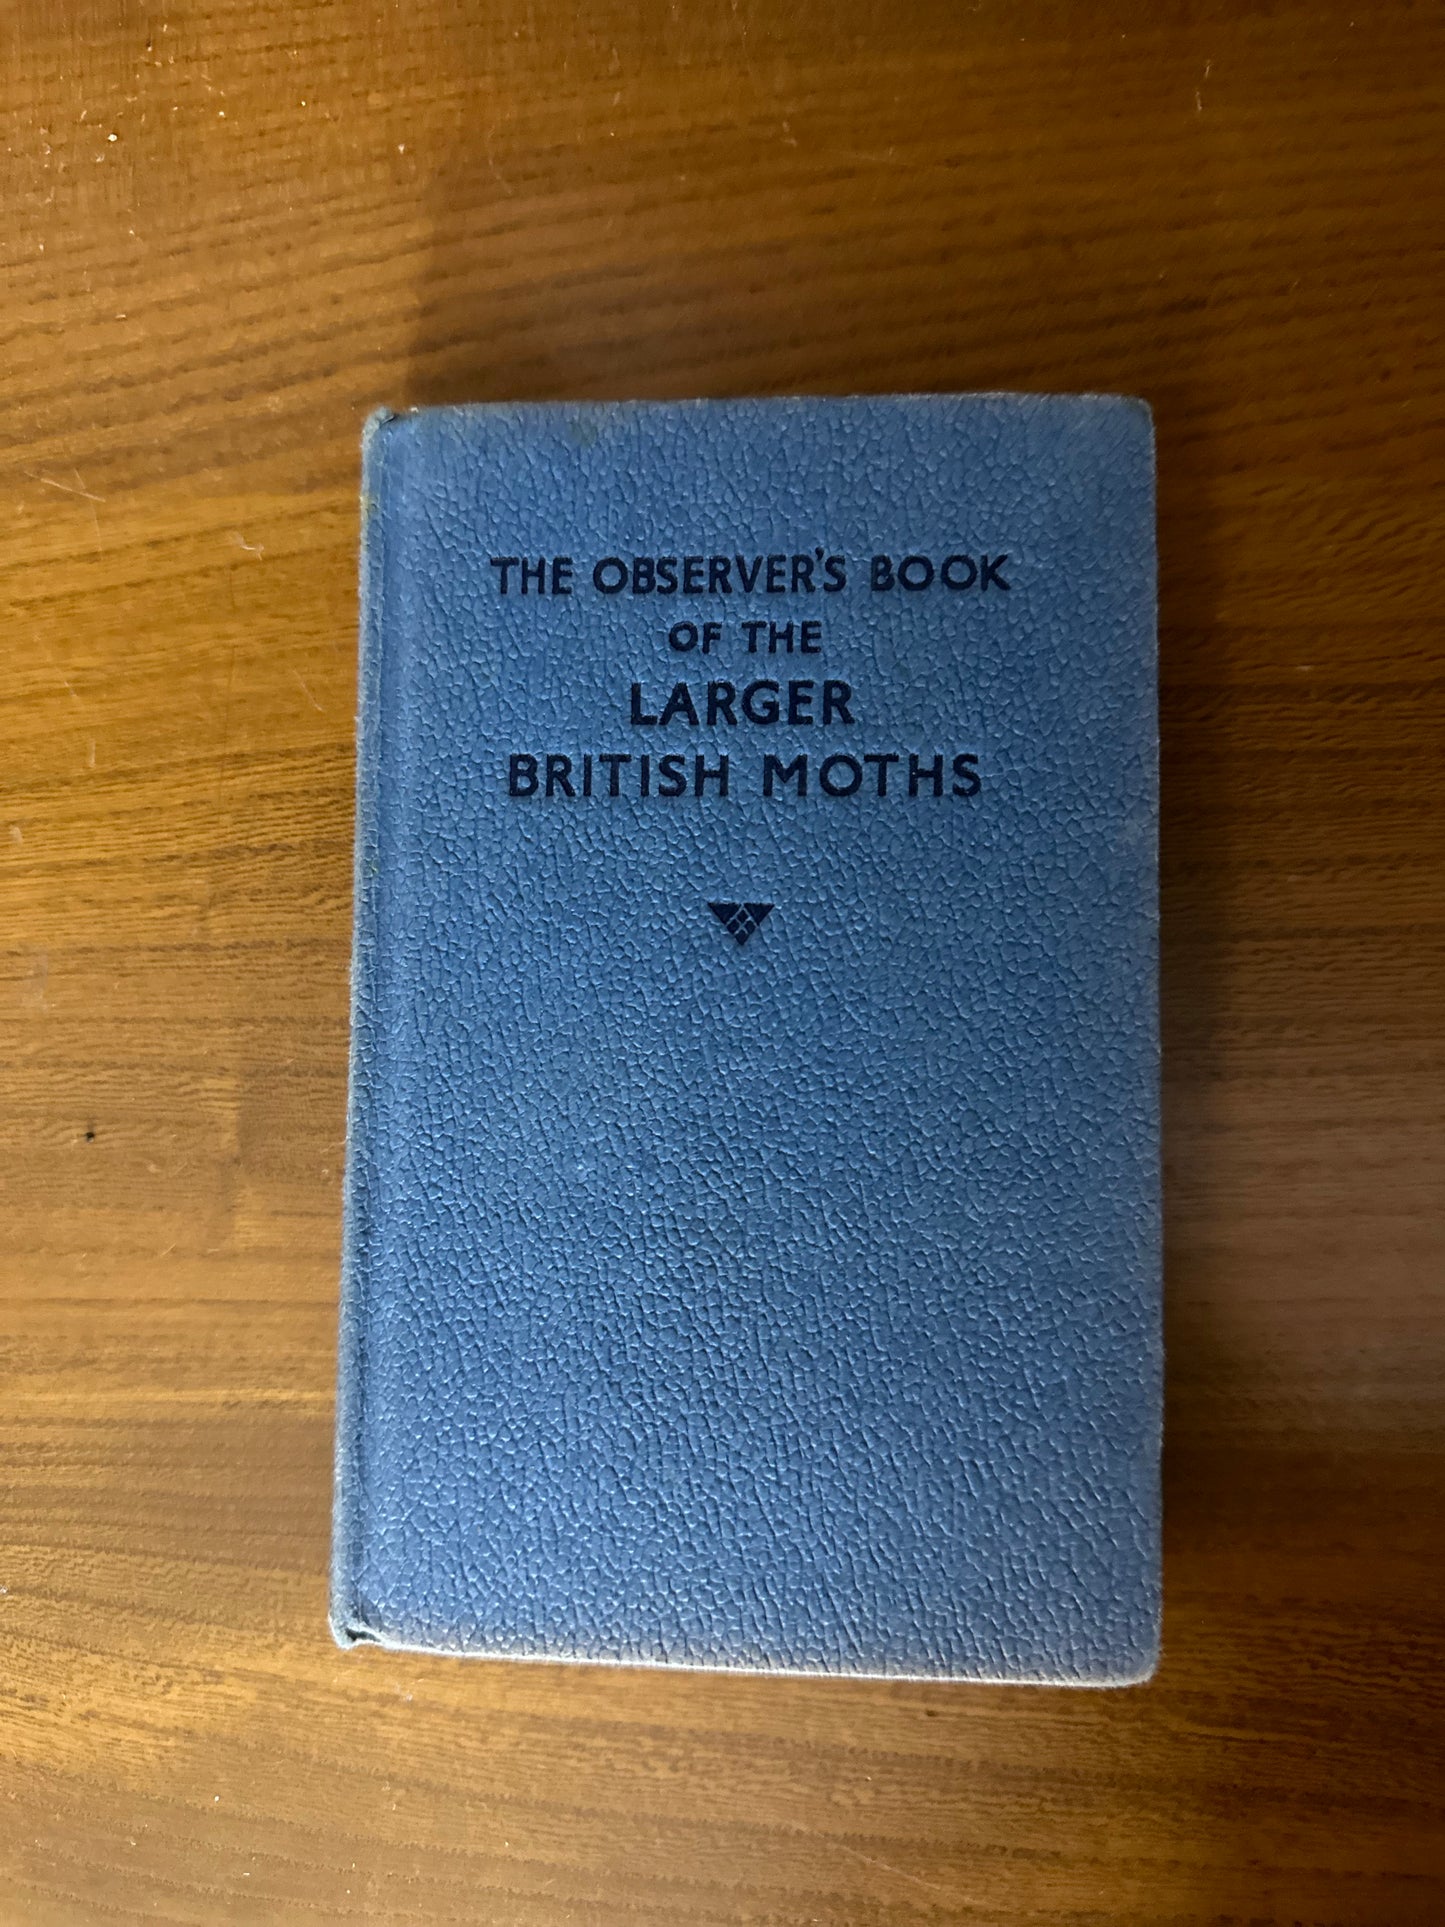 THE OBSERVER'S BOOK
OF THE
LARGER
BRITISH MOTHS